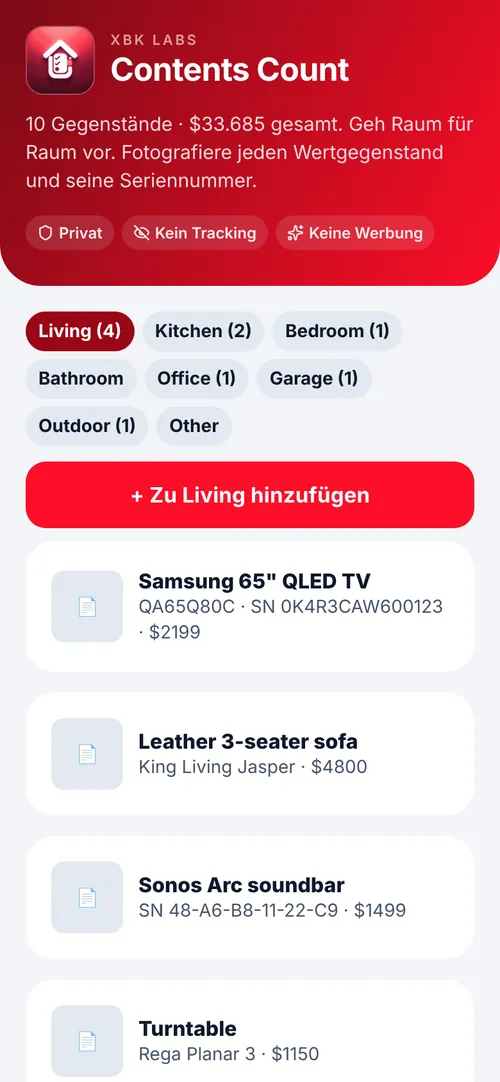 XBK LABS
Contents Count
10 Gegenstände · $33.685 gesamt. Geh Raum für
Raum vor. Fotografiere jeden Wertgegenstand
und seine Seriennummer.
Privat
Kein Tracking
Keine Werbung
Living (4)
Kitchen (2)
Bedroom (1)
Bathroom
Office (1)
Garage (1)
Outdoor (1)
Other
+ Zu Living hinzufügen
Samsung 65" QLED TV
QA65Q80C · SN 0K4R3CAW600123
· $2199
Leather 3-seater sofa
King Living Jasper · $4800
Sonos Arc soundbar
SN 48-A6-B8-11-22-C9 · $1499
Turntable
Rega Planar 3 · $1150